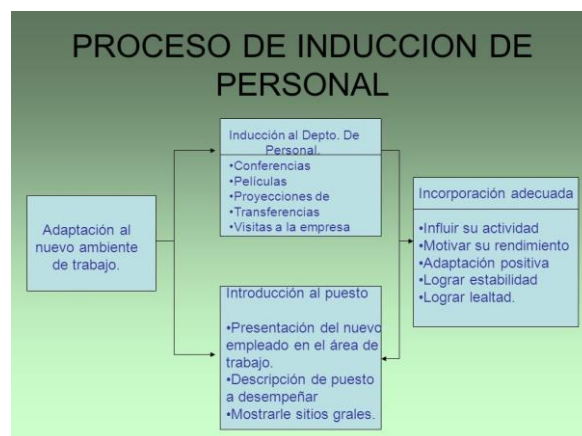 PROCESO DE INDUCCION DE
PERSONAL
Adaptación al
nuevo ambiente
de trabajo.
Inducción al Depto. De
Personal.
•Conferencias
•Películas
•Proyecciones de
•Transferencias
•Visitas a la empresa
Introducción al puesto
•Presentación del nuevo
empleado en el área de
trabajo.
•Descripción de puesto
a desempeñar
•Mostrarle sitios grales.
Incorporación adecuada
•Influir su actividad
•Motivar su rendimiento
•Adaptación positiva
•Lograr estabilidad
•Lograr lealtad.